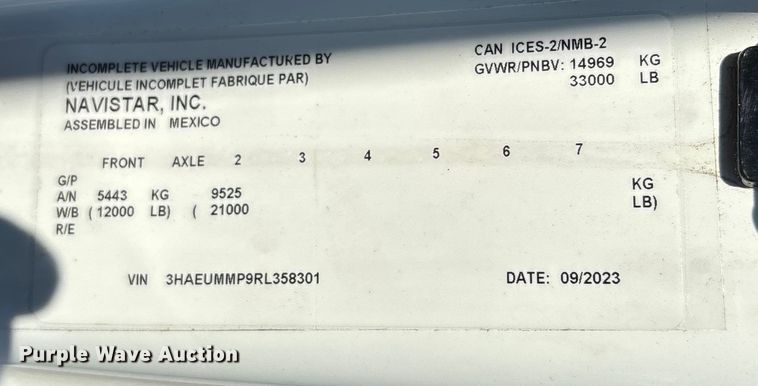 INCOMPLETE VEHICLE MANUFACTURED BY
(VEHICULE INCOMPLET FABRIQUE PAR)
NAVISTAR, INC.
ASSEMBLED IN MEXICO
CAN ICES-2/NMB-2
GVWR/PNBV: 14969 KG
33000 LB
FRONT AXLE 2 3 4 5 6 7
G/P
A/N 5443 KG 9525 KG
W/B ( 12000 LB) ( 21000 LB)
R/E
VIN 3HAEUMMP9RL358301 DATE: 09/2023
Purple Wave Auction